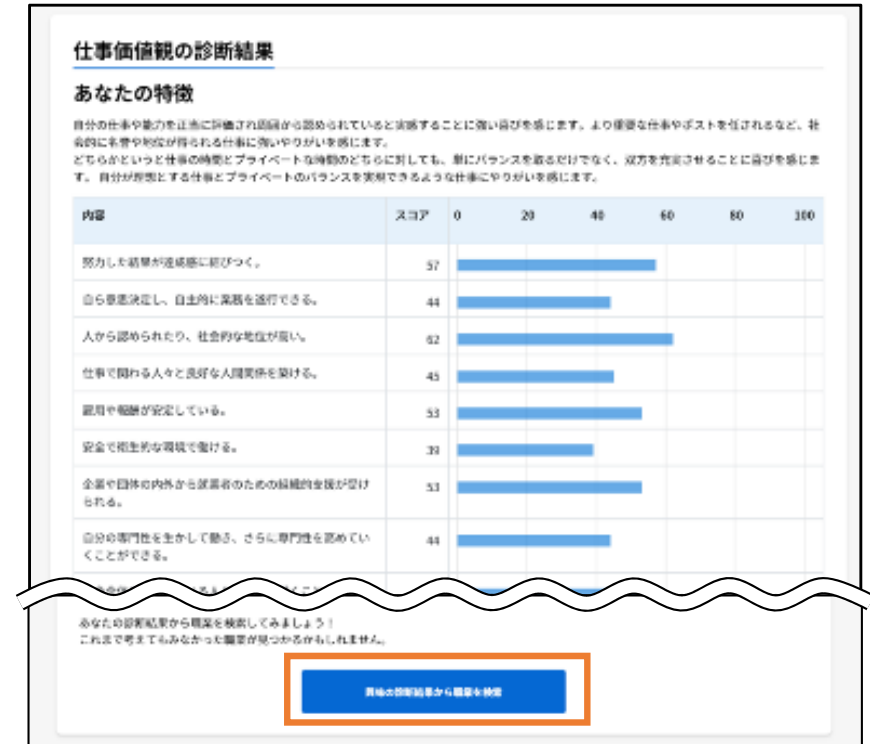 仕事価値観の診断結果
あなたの特徴
自分の仕事や能力を正当に評価され周囲から認められていると実感することに強い喜びを感じます。より重要な仕事やポストを任されるなど、社
会的に名誉や地位が得られる仕事に強いやりがいを感じます。
どちらかというと仕事の時間とプライベートな時間のどちらに対しても、単にバランスを取るだけでなく、双方を充実させることに喜びを感じま
す。 自分が理想とする仕事とプライベートのバランスを実現できるような仕事にやりがいを感じます。
内容 スコア 0 20 40 60 80 100
努力した結果が達成感に結びつく。 57
自ら意思決定し、自主的に業務を遂行できる。 44
人から認められたり、社会的な地位が高い。 62
仕事で関わる人々と良好な人間関係を築ける。 45
雇用や報酬が安定している。 53
安全で衛生的な環境で働ける。 39
企業や団体の内外から就業者のための組織的支援が受け
られる。 53
自分の専門性を生かして働き、さらに専門性を高めてい
くことができる。 44
あなたの診断結果から職業を検索してみましょう!
これまで考えてもみなかった職業が見つかるかもしれません。
興味の診断結果から職業を検索